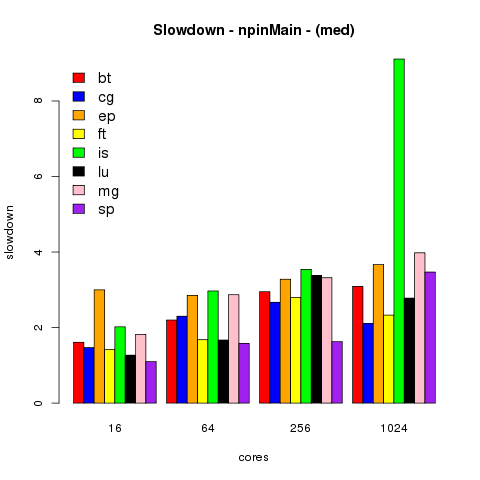 Slowdown - npinMain - (med)
bt
cg
ep
ft
is
lu
mg
sp
slowdown
8
6
4
2
0
16 64 256 1024
cores